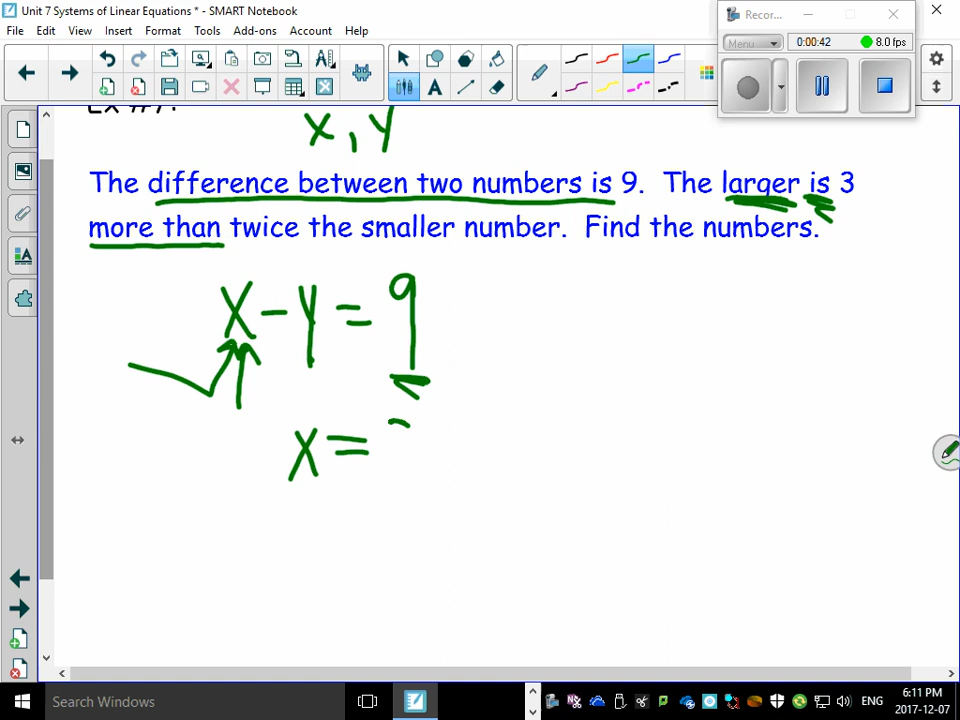 Unit 7 Systems of Linear Equations * - SMART Notebook
File Edit View Insert Format Tools Add-ons Account Help
Recor...
Menu 0:00:42 8.0 fps
x, y
The difference between two numbers is 9. The larger is 3
more than twice the smaller number. Find the numbers.
x - y = 9
x =
Search Windows
ENG
6:11 PM
2017-12-07